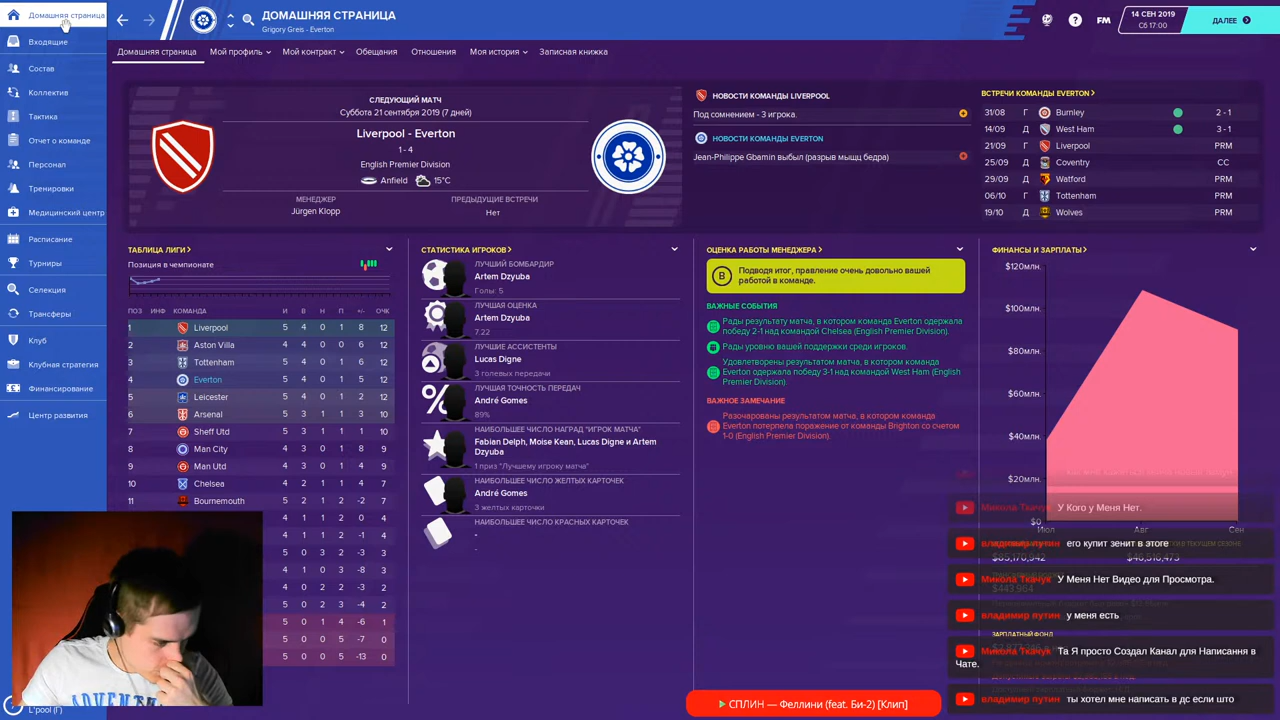 Домашняя страница
Входящие
Состав
Коллектив
Тактика
Отчет о команде
Персонал
Тренировки
Медицинский центр
Расписание
Турниры
Селекция
Трансферы
Клуб
Клубная стратегия
Финансирование
Центр развития
L'pool (Г)
ДОМАШНЯЯ СТРАНИЦА
Grigory Greis - Everton
FM
14 СЕН 2019
Сб 17:00
ДАЛЕЕ
Домашняя страница
Мой профиль
Мой контракт
Обещания
Отношения
Моя история
Записная книжка
СЛЕДУЮЩИЙ МАТЧ
Суббота 21 сентября 2019 (7 дней)
Liverpool - Everton
1 - 4
English Premier Division
Anfield 15°C
МЕНЕДЖЕР
Jürgen Klopp
ПРЕДЫДУЩИЕ ВСТРЕЧИ
Нет
НОВОСТИ КОМАНДЫ LIVERPOOL
Под сомнением - 3 игрока.
НОВОСТИ КОМАНДЫ EVERTON
Jean-Philippe Gbamin выбыл (разрыв мышц бедра)
ВСТРЕЧИ КОМАНДЫ EVERTON
31/08 Г Burnley 2 - 1
14/09 Д West Ham 3 - 1
21/09 Г Liverpool PRM
25/09 Д Coventry CC
29/09 Д Watford PRM
06/10 Г Tottenham PRM
19/10 Д Wolves PRM
ТАБЛИЦА ЛИГИ
Позиция в чемпионате
ПОЗ ИНФ КОМАНДА И В Н П +/- ОЧК
1 Liverpool 5 4 0 1 8 12
2 Aston Villa 5 4 0 1 6 12
3 Tottenham 5 4 0 1 6 12
4 Everton 5 4 0 1 5 12
5 Leicester 5 4 0 1 4 12
6 Arsenal 5 3 1 1 3 10
7 Sheff Utd 5 3 1 1 1 10
8 Man City 4 3 0 1 8 9
9 Man Utd 4 3 0 1 4 9
10 Chelsea 4 2 1 1 4 7
11 Bournemouth 5 2 1 2 -2 7
СТАТИСТИКА ИГРОКОВ
ЛУЧШИЙ БОМБАРДИР
Artem Dzyuba
Голы: 5
ЛУЧШАЯ ОЦЕНКА
Artem Dzyuba
7.22
ЛУЧШИЕ АССИСТЕНТЫ
Lucas Digne
3 голевых передачи
ЛУЧШАЯ ТОЧНОСТЬ ПЕРЕДАЧ
André Gomes
89%
НАИБОЛЬШЕЕ ЧИСЛО НАГРАД "ИГРОК МАТЧА"
Fabian Delph, Moise Kean, Lucas Digne и Artem
Dzyuba
1 приз "Лучшему игроку матча"
НАИБОЛЬШЕЕ ЧИСЛО ЖЕЛТЫХ КАРТОЧЕК
André Gomes
3 желтых карточки
НАИБОЛЬШЕЕ ЧИСЛО КРАСНЫХ КАРТОЧЕК
-
ОЦЕНКА РАБОТЫ МЕНЕДЖЕРА
B
Подводя итог, правление очень довольно вашей
работой в команде.
ВАЖНЫЕ СОБЫТИЯ
Рады результату матча, в котором команда Everton одержала
победу 2-1 над командой Chelsea (English Premier Division).
Рады уровню вашей поддержки среди игроков.
Удовлетворены результатом матча, в котором команда
Everton одержала победу 3-1 над командой West Ham (English
Premier Division).
ВАЖНОЕ ЗАМЕЧАНИЕ
Разочарованы результатом матча, в котором команда
Everton потерпела поражение от команды Brighton со счетом
1-0 (English Premier Division).
ФИНАНСЫ И ЗАРПЛАТЫ
$120млн.
$100млн.
$80млн.
$60млн.
$40млн.
$20млн.
$0
Июл Авг Сен
Микола Ткачук У Кого у Меня Нет.
владимир путин его купит зенит в этоге
Микола Ткачук У Меня Нет Видео для Просмотра.
владимир путин у меня есть
Микола Ткачук Та Я просто Создал Канал для Написания в
Чате.
владимир путин ты хотел мне написать в дс если што
СПЛИН — Феллини (feat. Би-2) [Клип]